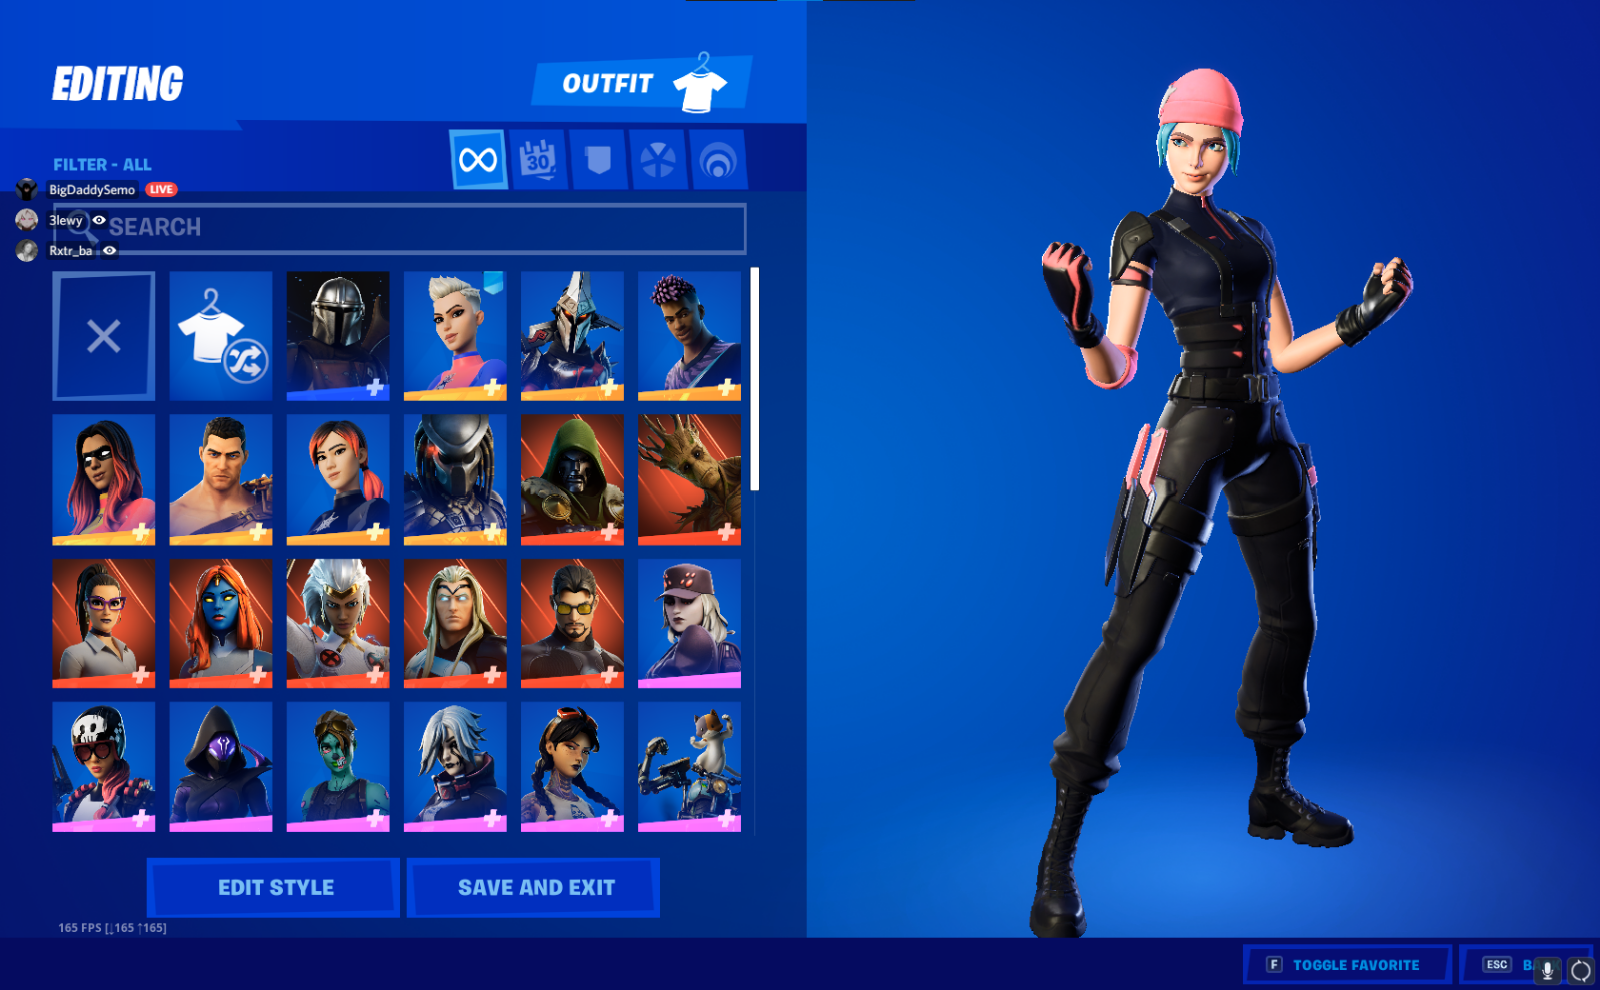 EDITING
OUTFIT
30
FILTER - ALL
BigDaddySemo LIVE
3lewy
SEARCH
Rxtr_ba
EDIT STYLE
SAVE AND EXIT
165 FPS [↓165 ↑165]
F TOGGLE FAVORITE
ESC